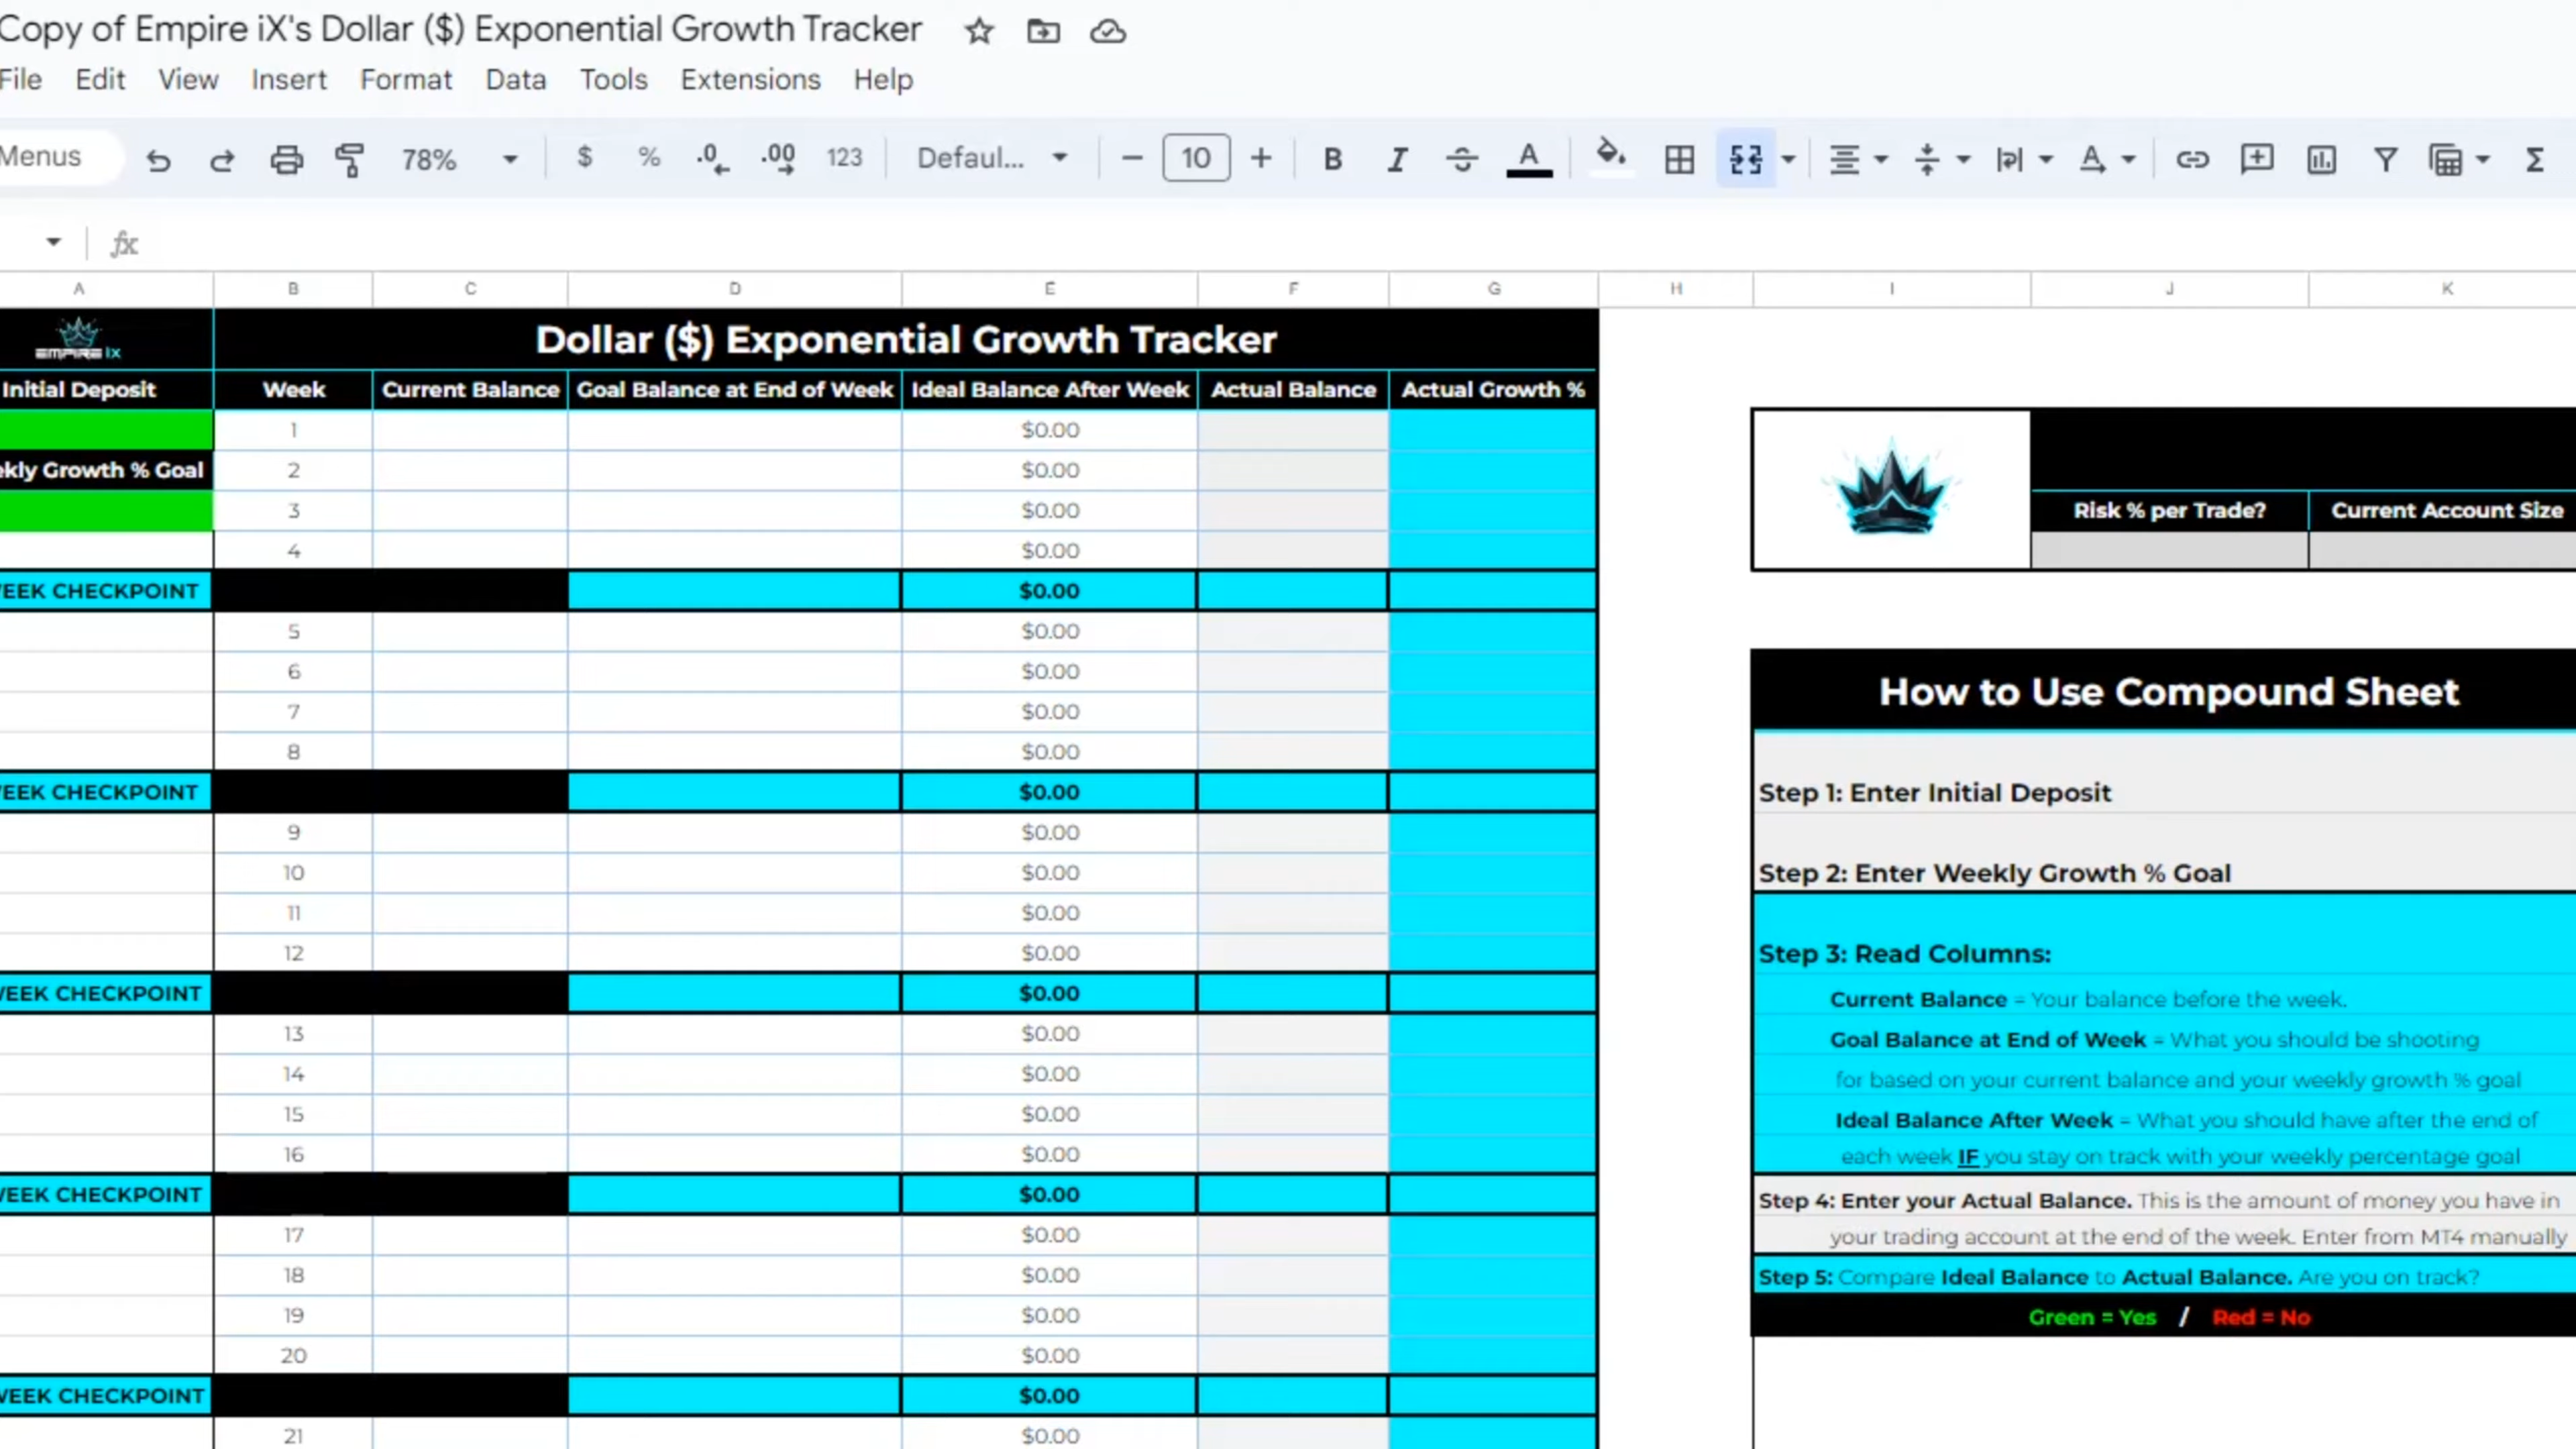 Copy of Empire iX's Dollar ($) Exponential Growth Tracker
File Edit View Insert Format Data Tools Extensions Help
Menus 78% $ % .0 .00 123 Defaul... 10 B I A A Σ
fx
A B C D E F G H I J K
EMPIRE iX
Dollar ($) Exponential Growth Tracker
Initial Deposit Week Current Balance Goal Balance at End of Week Ideal Balance After Week Actual Balance Actual Growth %
1 $0.00
ekly Growth % Goal 2 $0.00
3 $0.00
4 $0.00
WEEK CHECKPOINT $0.00
5 $0.00
6 $0.00
7 $0.00
8 $0.00
WEEK CHECKPOINT $0.00
9 $0.00
10 $0.00
11 $0.00
12 $0.00
WEEK CHECKPOINT $0.00
13 $0.00
14 $0.00
15 $0.00
16 $0.00
WEEK CHECKPOINT $0.00
17 $0.00
18 $0.00
19 $0.00
20 $0.00
WEEK CHECKPOINT $0.00
21 $0.00
Risk % per Trade? Current Account Size
How to Use Compound Sheet
Step 1: Enter Initial Deposit
Step 2: Enter Weekly Growth % Goal
Step 3: Read Columns:
Current Balance = Your balance before the week.
Goal Balance at End of Week = What you should be shooting
for based on your current balance and your weekly growth % goal
Ideal Balance After Week = What you should have after the end of
each week IF you stay on track with your weekly percentage goal
Step 4: Enter your Actual Balance. This is the amount of money you have in
your trading account at the end of the week. Enter from MT4 manually
Step 5: Compare Ideal Balance to Actual Balance. Are you on track?
Green = Yes / Red = No